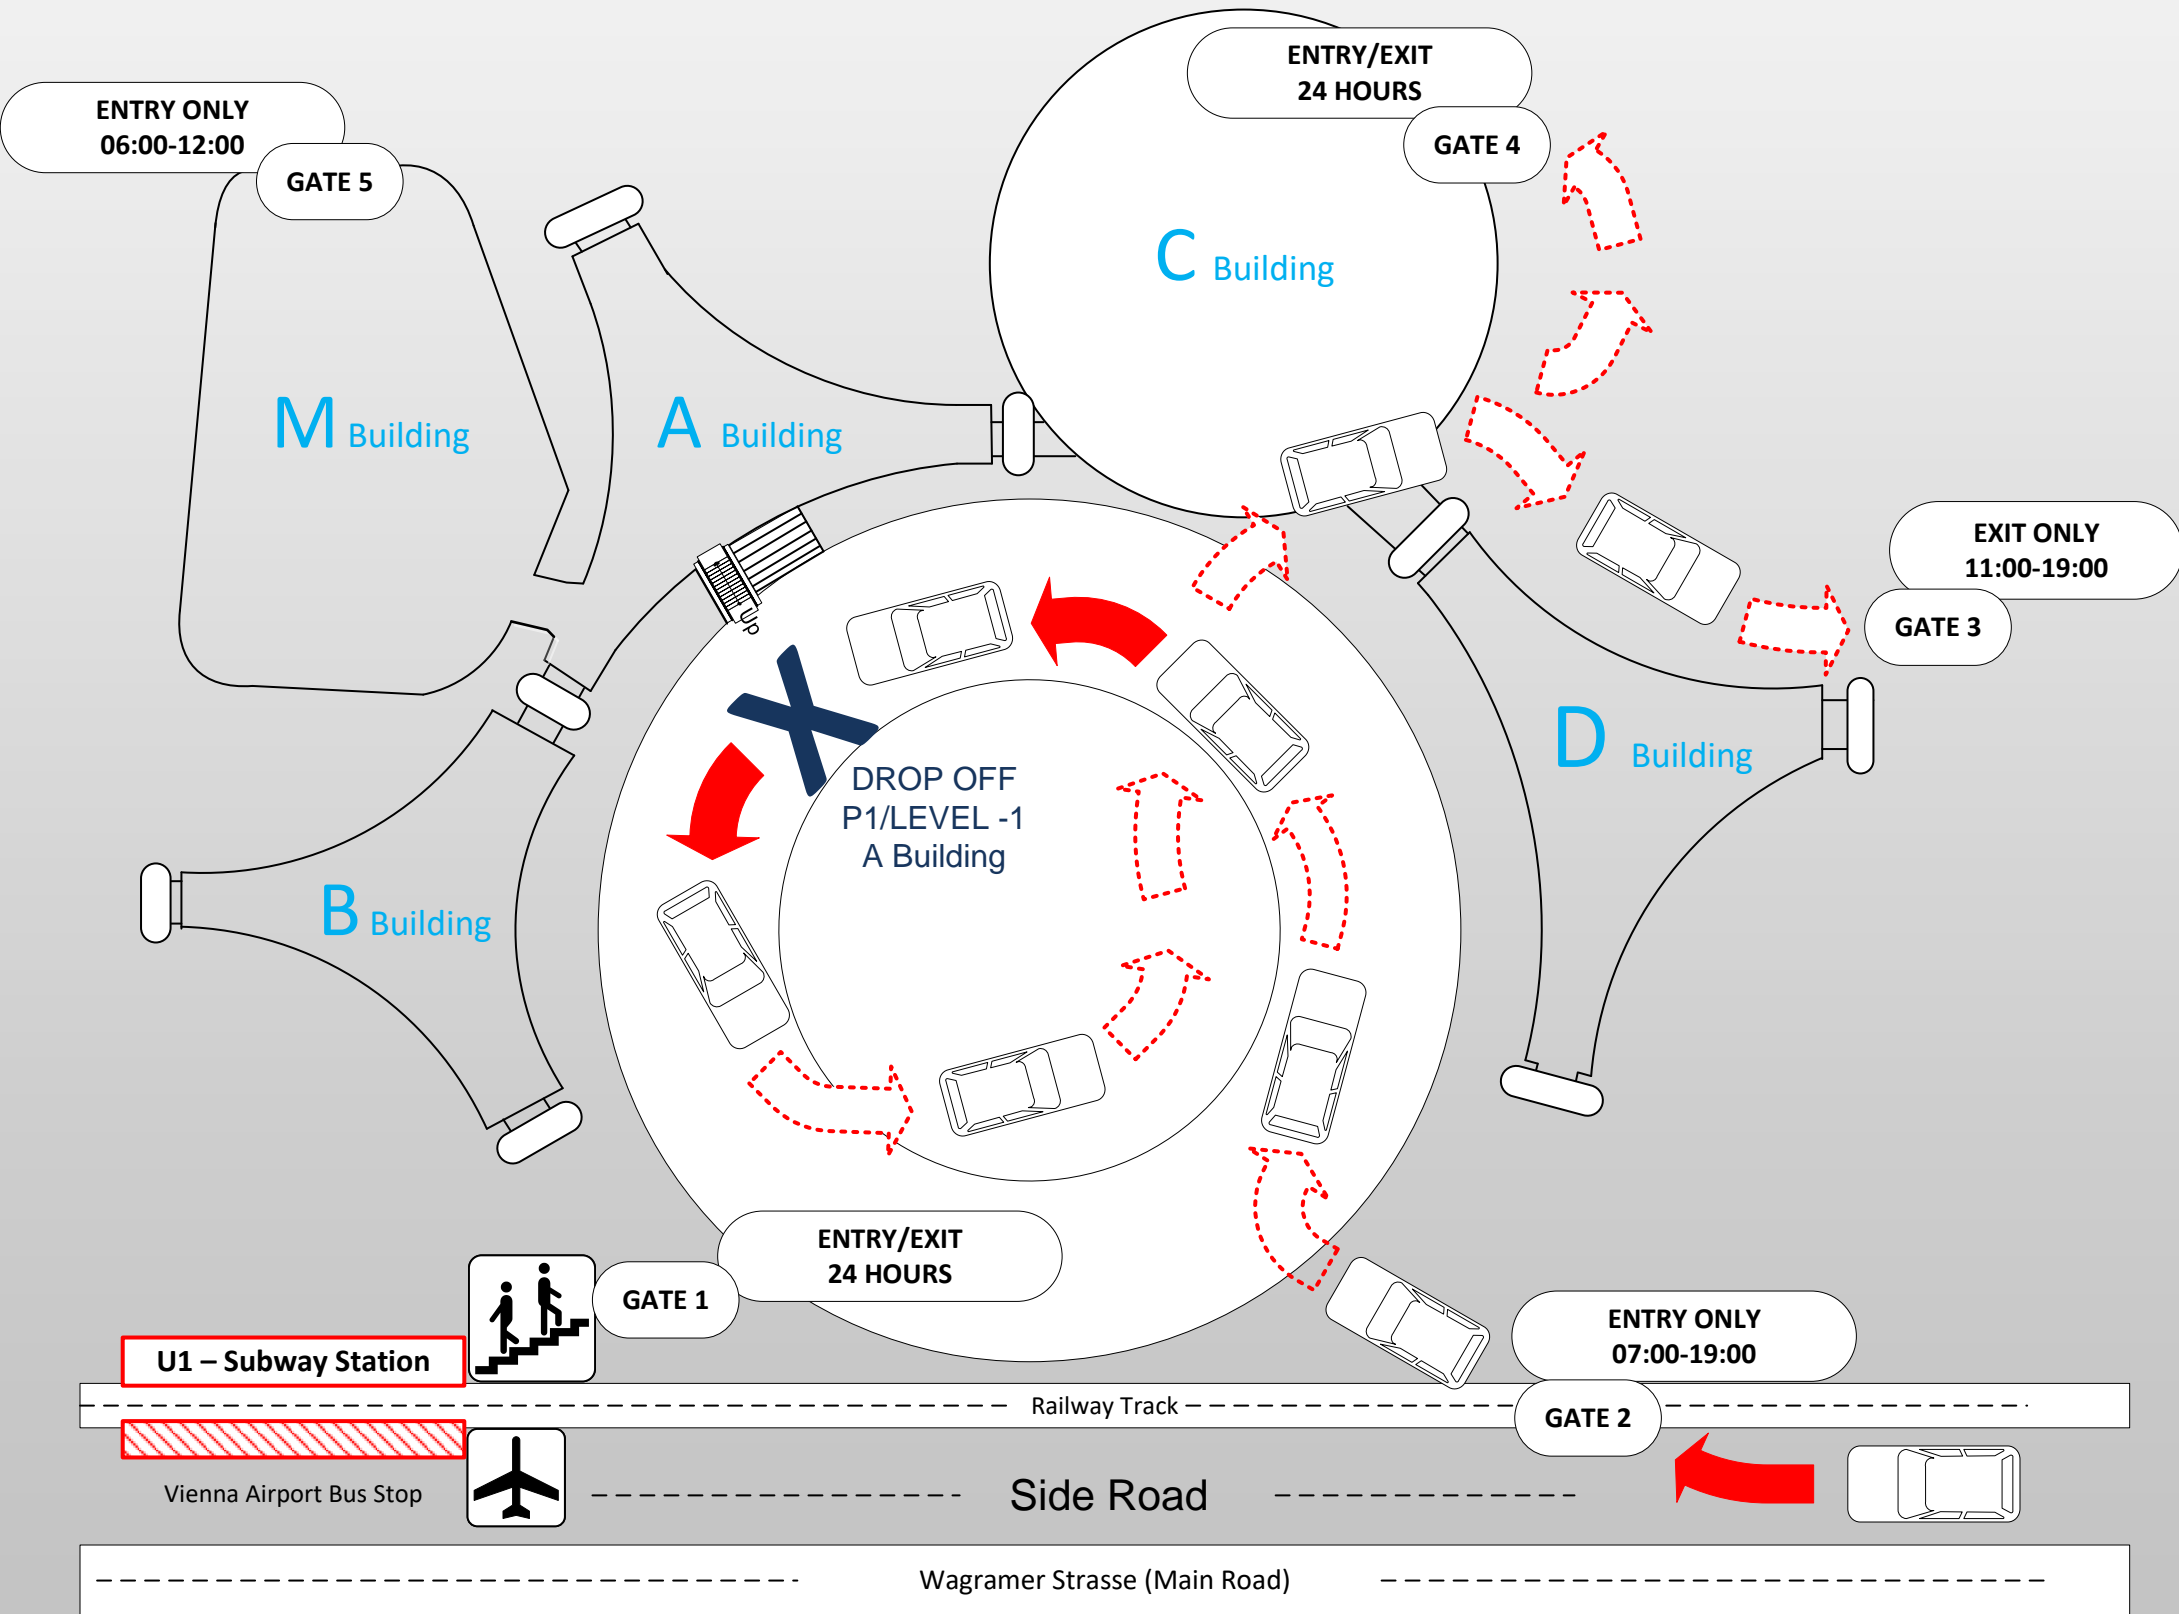 ENTRY/EXIT
24 HOURS
GATE 4
ENTRY ONLY
06:00-12:00
GATE 5
C Building
M Building
A Building
EXIT ONLY
11:00-19:00
GATE 3
Up
D Building
DROP OFF
P1/LEVEL -1
A Building
B Building
ENTRY/EXIT
24 HOURS
GATE 1
ENTRY ONLY
07:00-19:00
GATE 2
U1 – Subway Station
Railway Track
Vienna Airport Bus Stop
Side Road
Wagramer Strasse (Main Road)